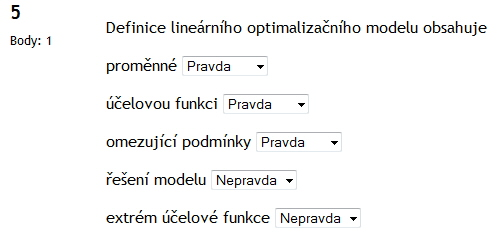 5
Body: 1
Definice lineárního optimalizačního modelu obsahuje
proměnné Pravda
účelovou funkci Pravda
omezující podmínky Pravda
řešení modelu Nepravda
extrém účelové funkce Nepravda